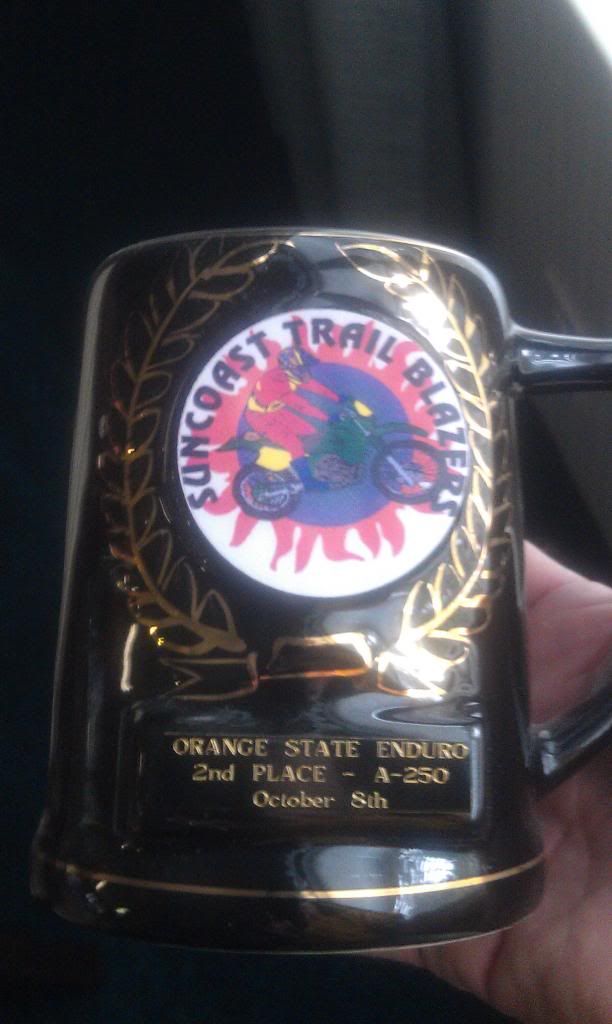 SUNCOAST TRAIL BLAZERS
ORANGE STATE ENDURO
2nd PLACE - A-250
October 8th